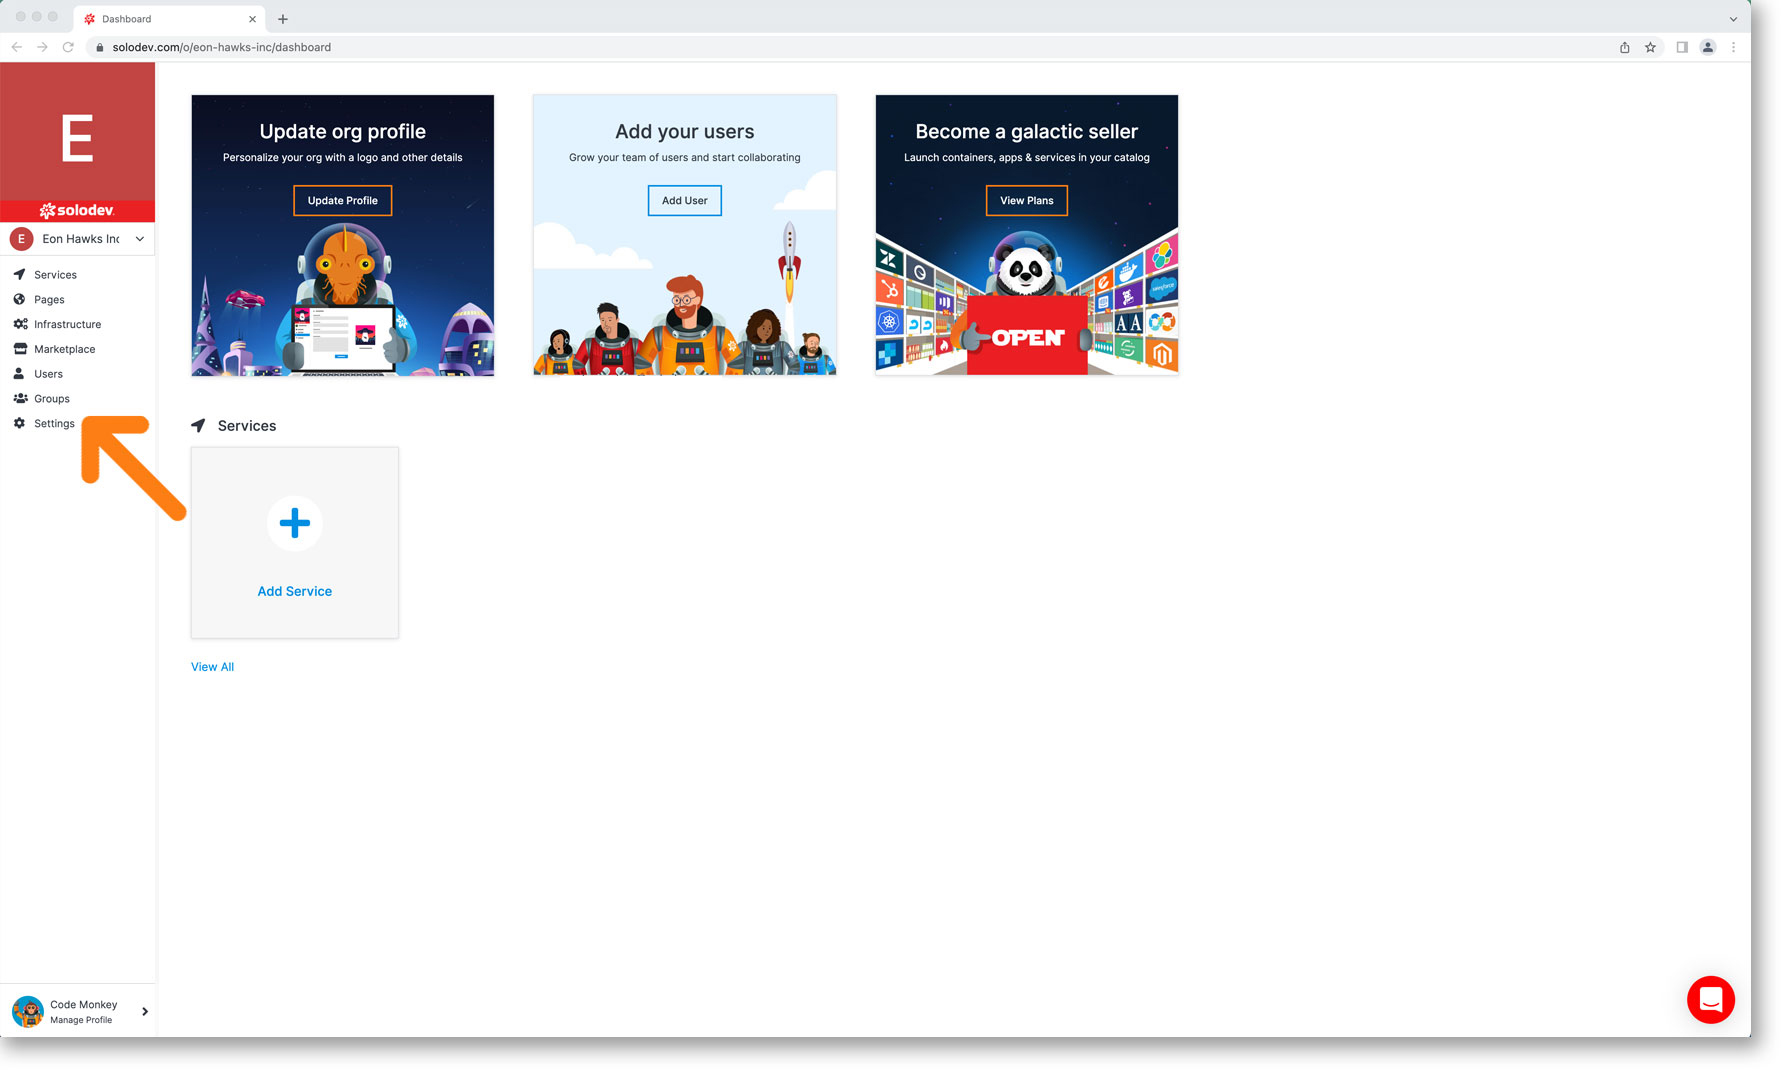 Dashboard
solodev.com/o/eon-hawks-inc/dashboard
E
solodev
E Eon Hawks Inc
Services
Pages
Infrastructure
Marketplace
Users
Groups
Settings
Update org profile
Personalize your org with a logo and other details
Update Profile
Add your users
Grow your team of users and start collaborating
Add User
Become a galactic seller
Launch containers, apps & services in your catalog
View Plans
OPEN
Services
Add Service
View All
Code Monkey
Manage Profile